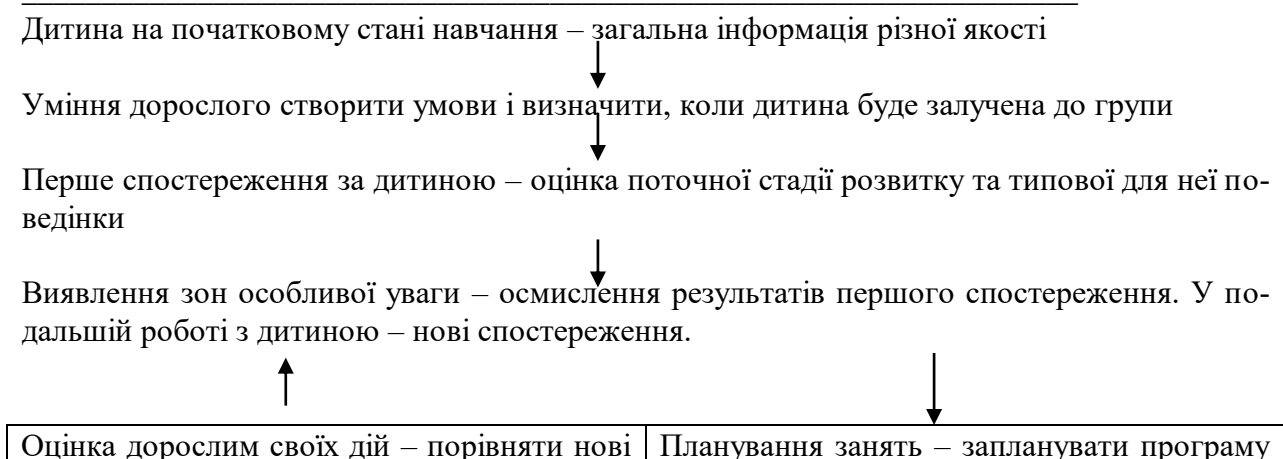 Дитина на початковому стані навчання – загальна інформація різної якості
Уміння дорослого створити умови і визначити, коли дитина буде залучена до групи
Перше спостереження за дитиною – оцінка поточної стадії розвитку та типової для неї по-
ведінки
Виявлення зон особливої уваги – осмислення результатів першого спостереження. У по-
дальшій роботі з дитиною – нові спостереження.
Оцінка дорослим своїх дій – порівняти нові Планування занять – запланувати програму